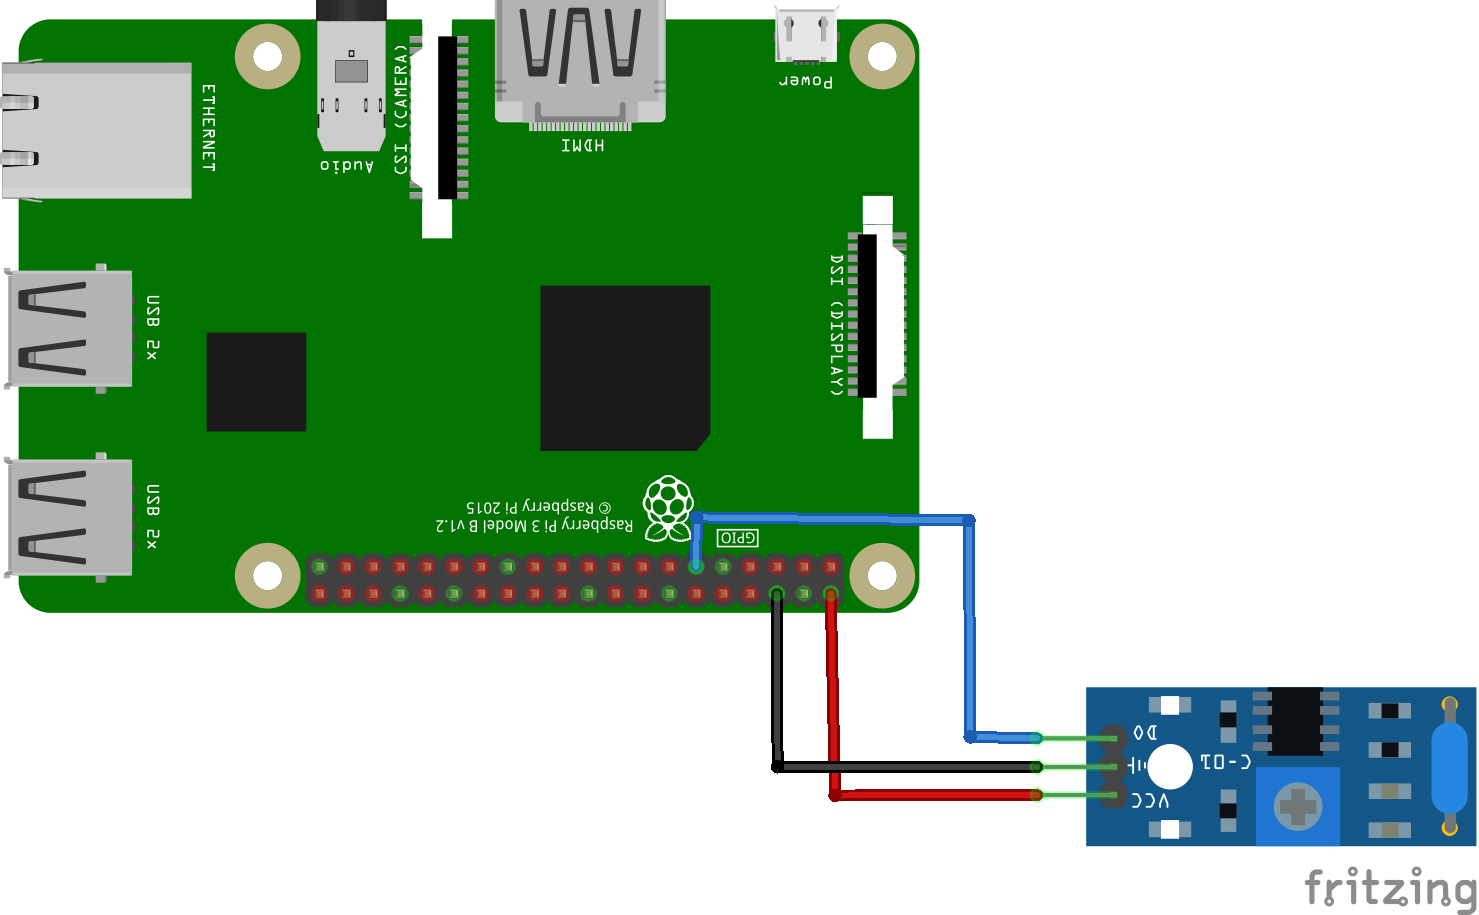 ETHERNET
Audio
CSI (CAMERA)
HDMI
Power
DSI (DISPLAY)
USB 2x
USB 2x
Raspberry Pi 3 Model B v1.2
© Raspberry Pi 2015
GPIO
DO
C-01
VCC
fritzing